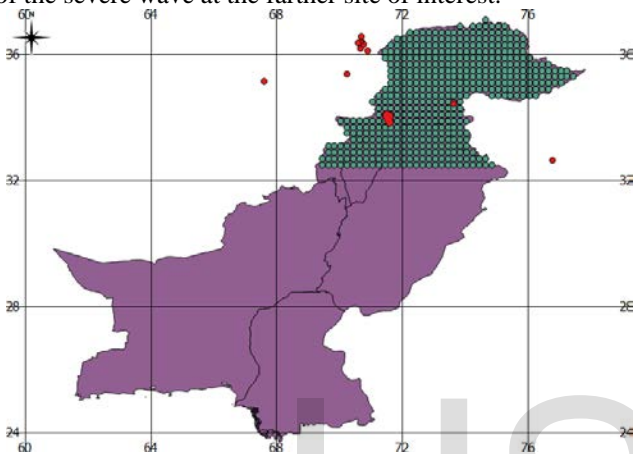 of the severe wave at the farther site of interest.
60 64 68 72 76
N
36 36
32 32
28 28
24 24
60 64 68 72 76